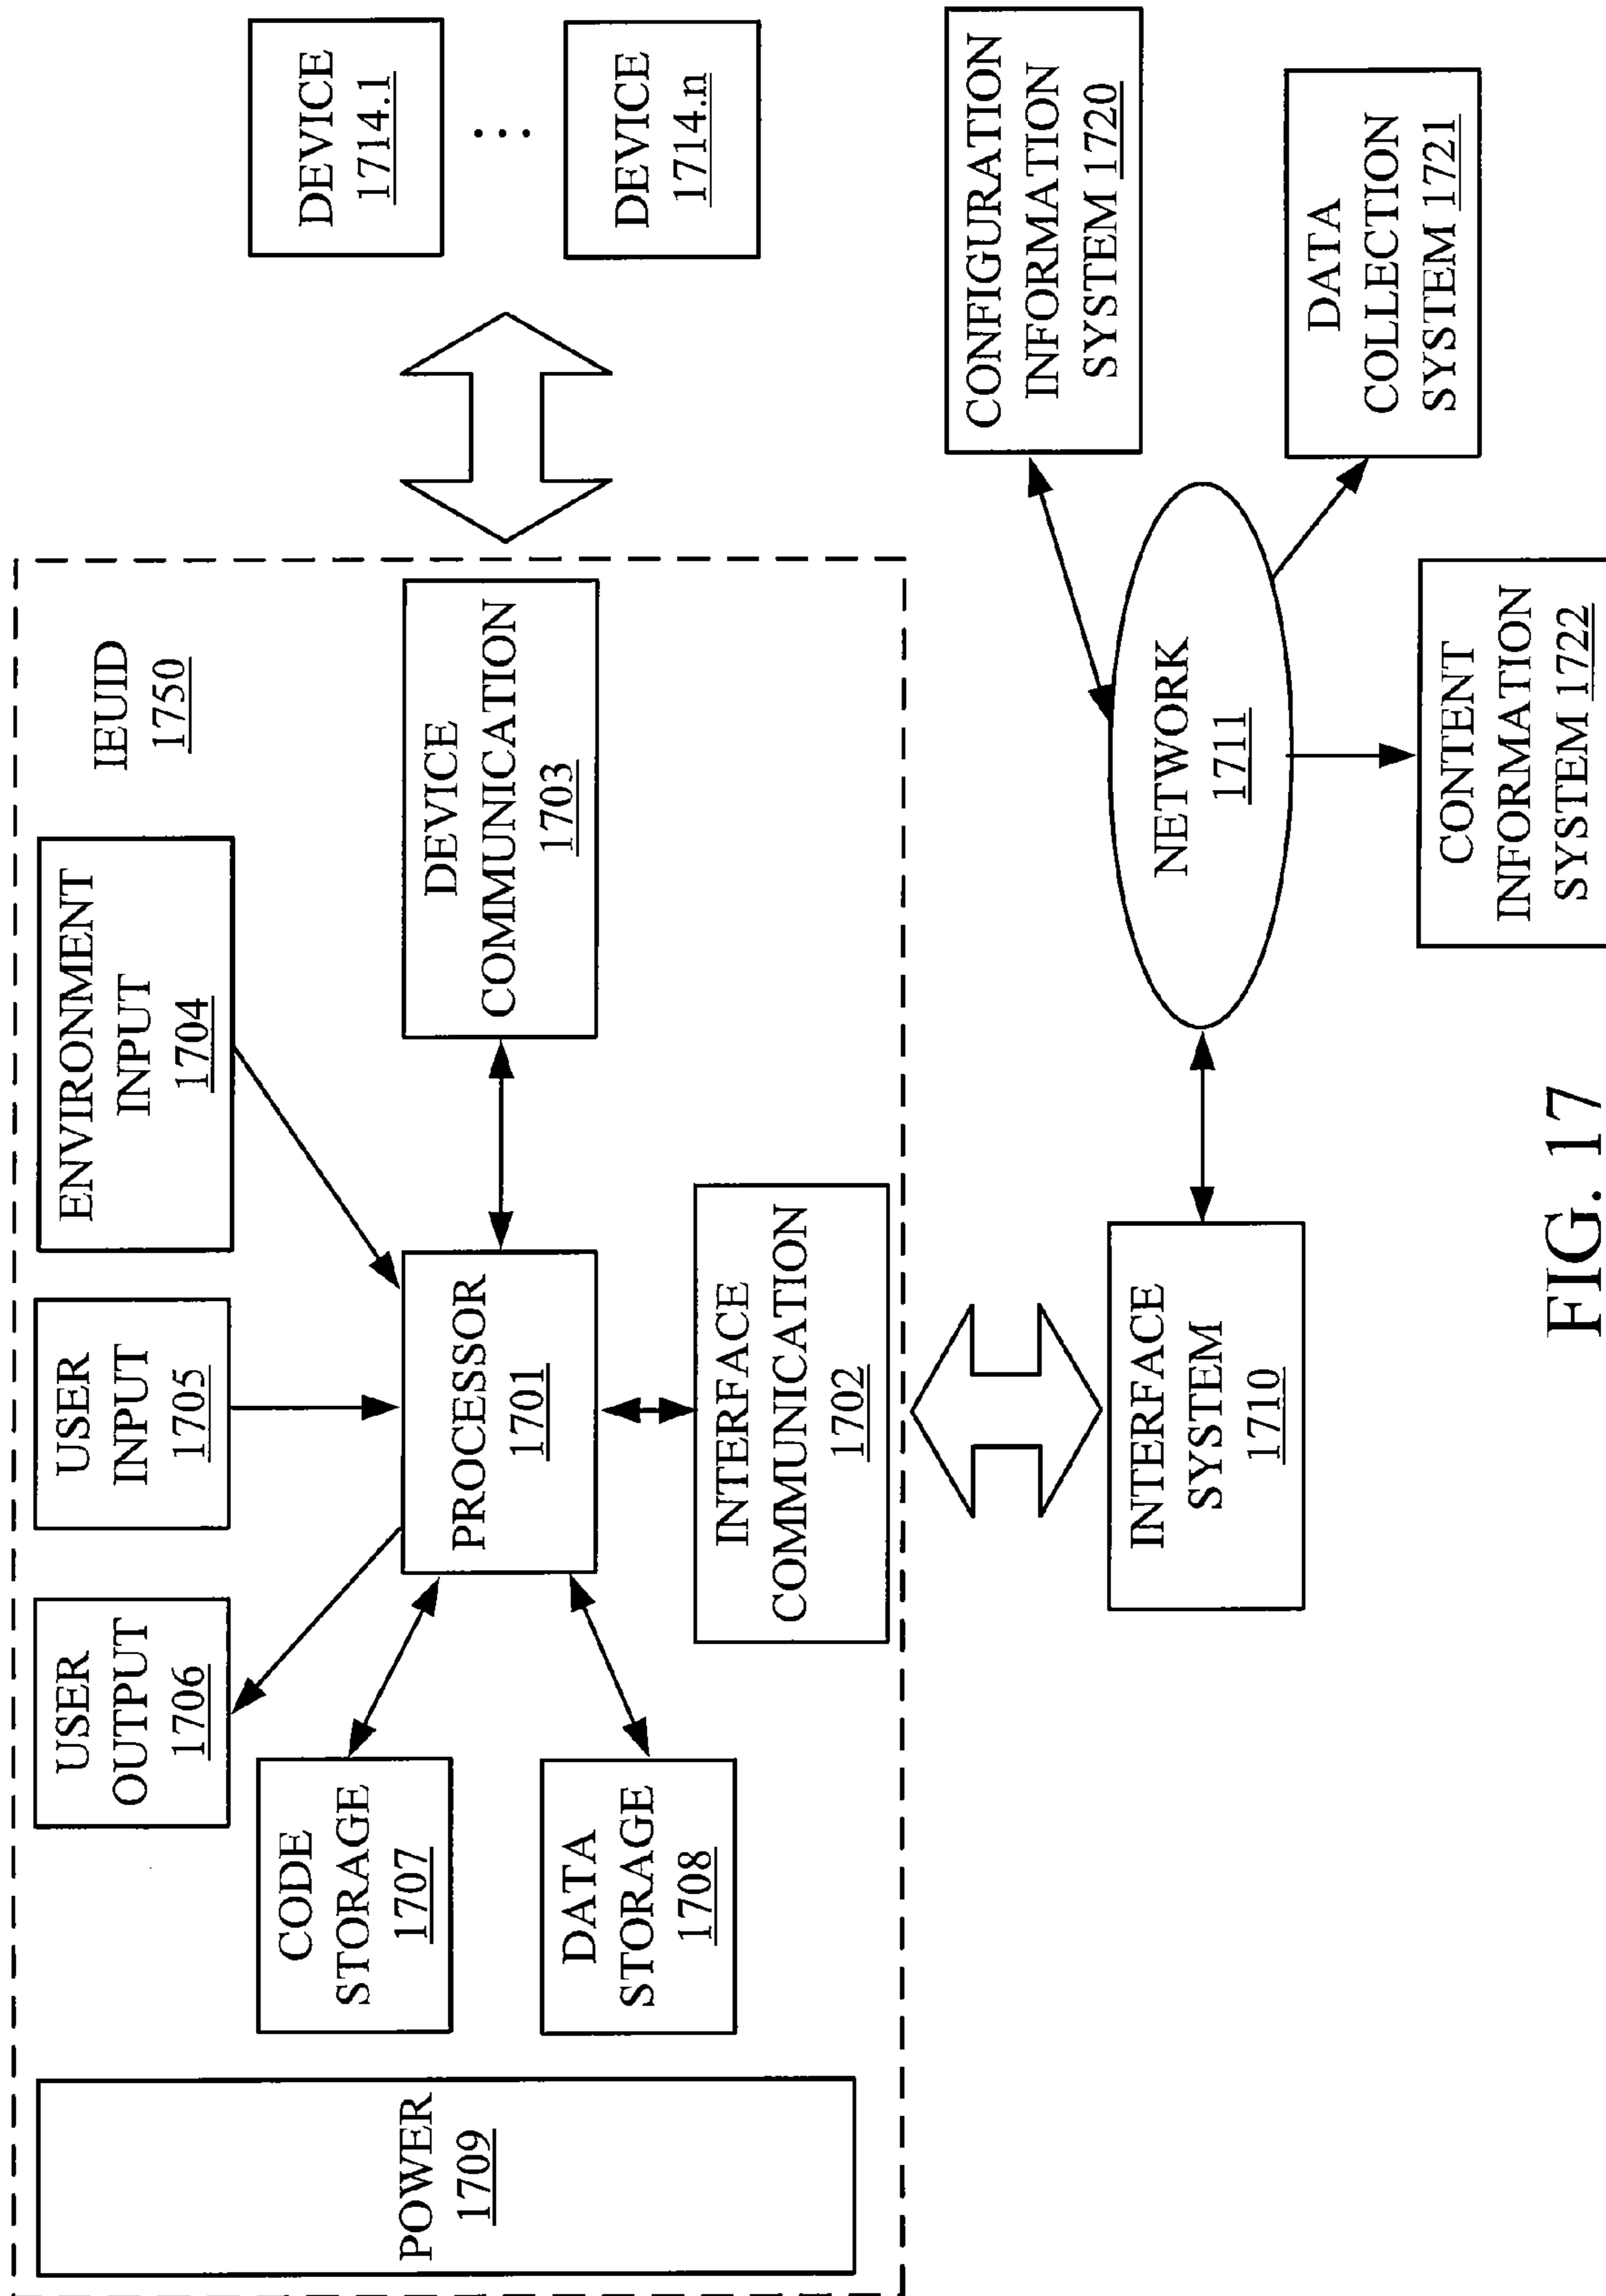 POWER
1709
USER
OUTPUT
1706
USER
INPUT
1705
ENVIRONMENT
INPUT
1704
IEUID
1750
CODE
STORAGE
1707
DATA
STORAGE
1708
PROCESSOR
1701
DEVICE
COMMUNICATION
1703
INTERFACE
COMMUNICATION
1702
DEVICE
1714.1
DEVICE
1714.n
INTERFACE
SYSTEM
1710
NETWORK
1711
CONFIGURATION
INFORMATION
SYSTEM 1720
DATA
COLLECTION
SYSTEM 1721
CONTENT
INFORMATION
SYSTEM 1722
FIG. 17